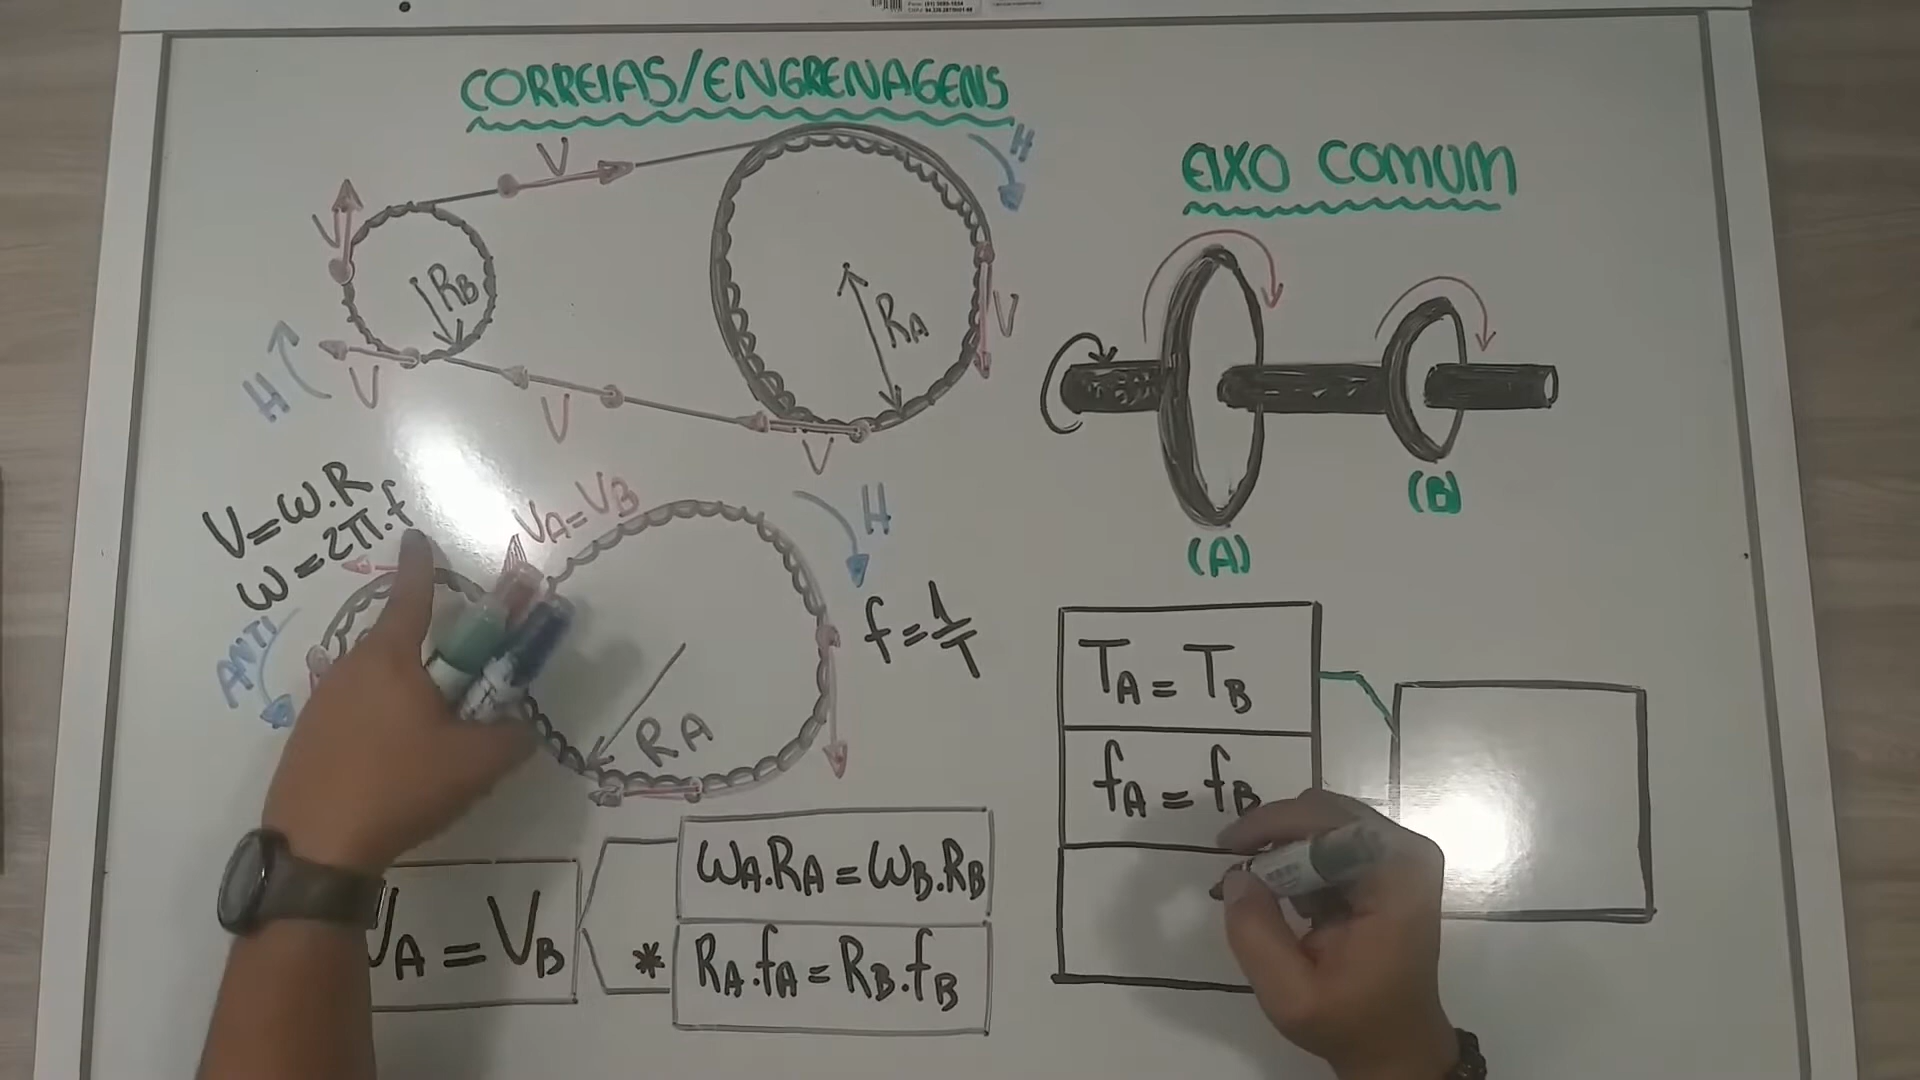 CORREIAS/ENGRENAGENS
V
H
V
RB
RA
V
H
V
V
V
EIXO COMUM
(A)
(B)
V=ω.R
ω=2π.f
VA=VB
H
ANTI
RA
f=1/T
VA=VB
ωA.RA=ωB.RB
* RA.fA=RB.fB
TA=TB
fA=fB